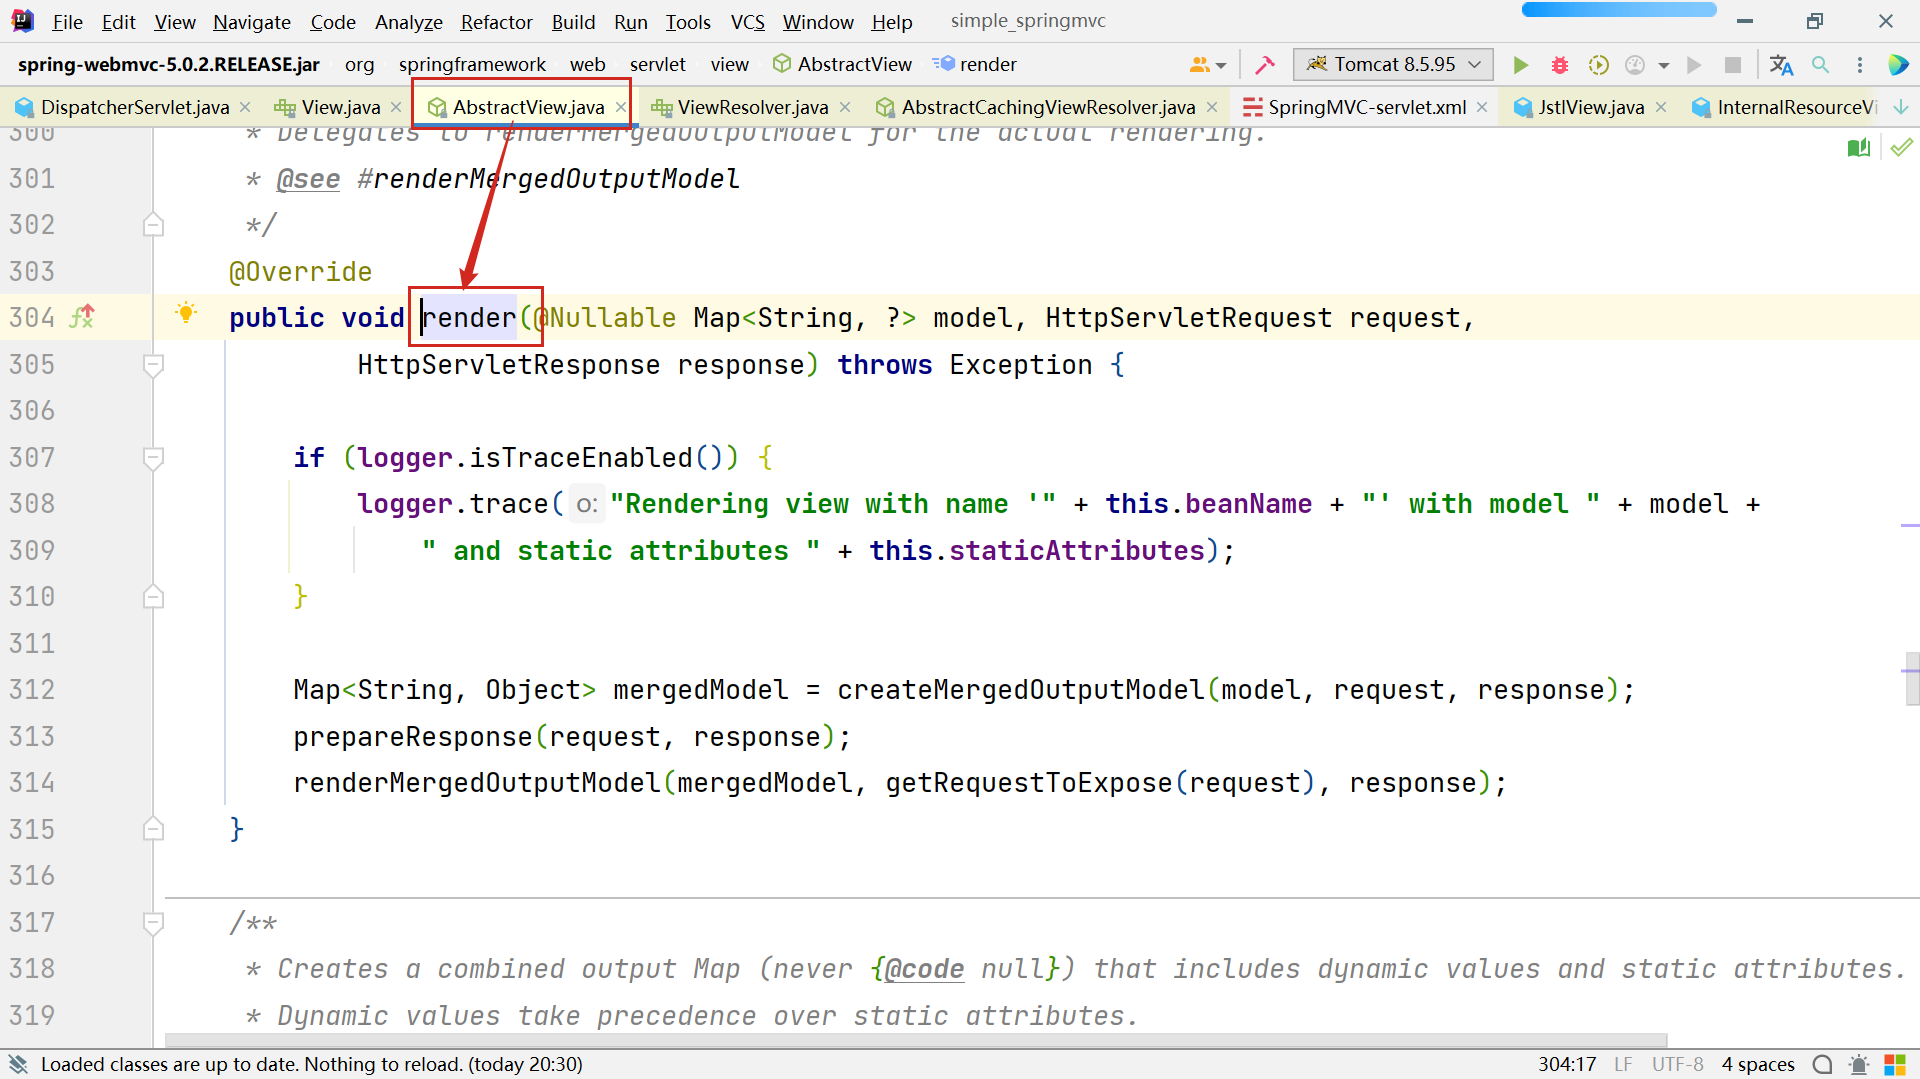 File Edit View Navigate Code Analyze Refactor Build Run Tools VCS Window Help simple_springmvc
spring-webmvc-5.0.2.RELEASE.jar org springframework web servlet view AbstractView render Tomcat 8.5.95
DispatcherServlet.java View.java AbstractView.java ViewResolver.java AbstractCachingViewResolver.java SpringMVC-servlet.xml JstlView.java InternalResourceVi
300 * Delegates to renderMergedOutputModel for the actual rendering.
301 * @see #renderMergedOutputModel
302 */
303 @Override
304 public void render(@Nullable Map<String, ?> model, HttpServletRequest request,
305 HttpServletResponse response) throws Exception {
306
307 if (logger.isTraceEnabled()) {
308 logger.trace( o: "Rendering view with name '" + this.beanName + "' with model " + model +
309 " and static attributes " + this.staticAttributes);
310 }
311
312 Map<String, Object> mergedModel = createMergedOutputModel(model, request, response);
313 prepareResponse(request, response);
314 renderMergedOutputModel(mergedModel, getRequestToExpose(request), response);
315 }
316
317 /**
318 * Creates a combined output Map (never {@code null}) that includes dynamic values and static attributes.
319 * Dynamic values take precedence over static attributes.
Loaded classes are up to date. Nothing to reload. (today 20:30) 304:17 LF UTF-8 4 spaces